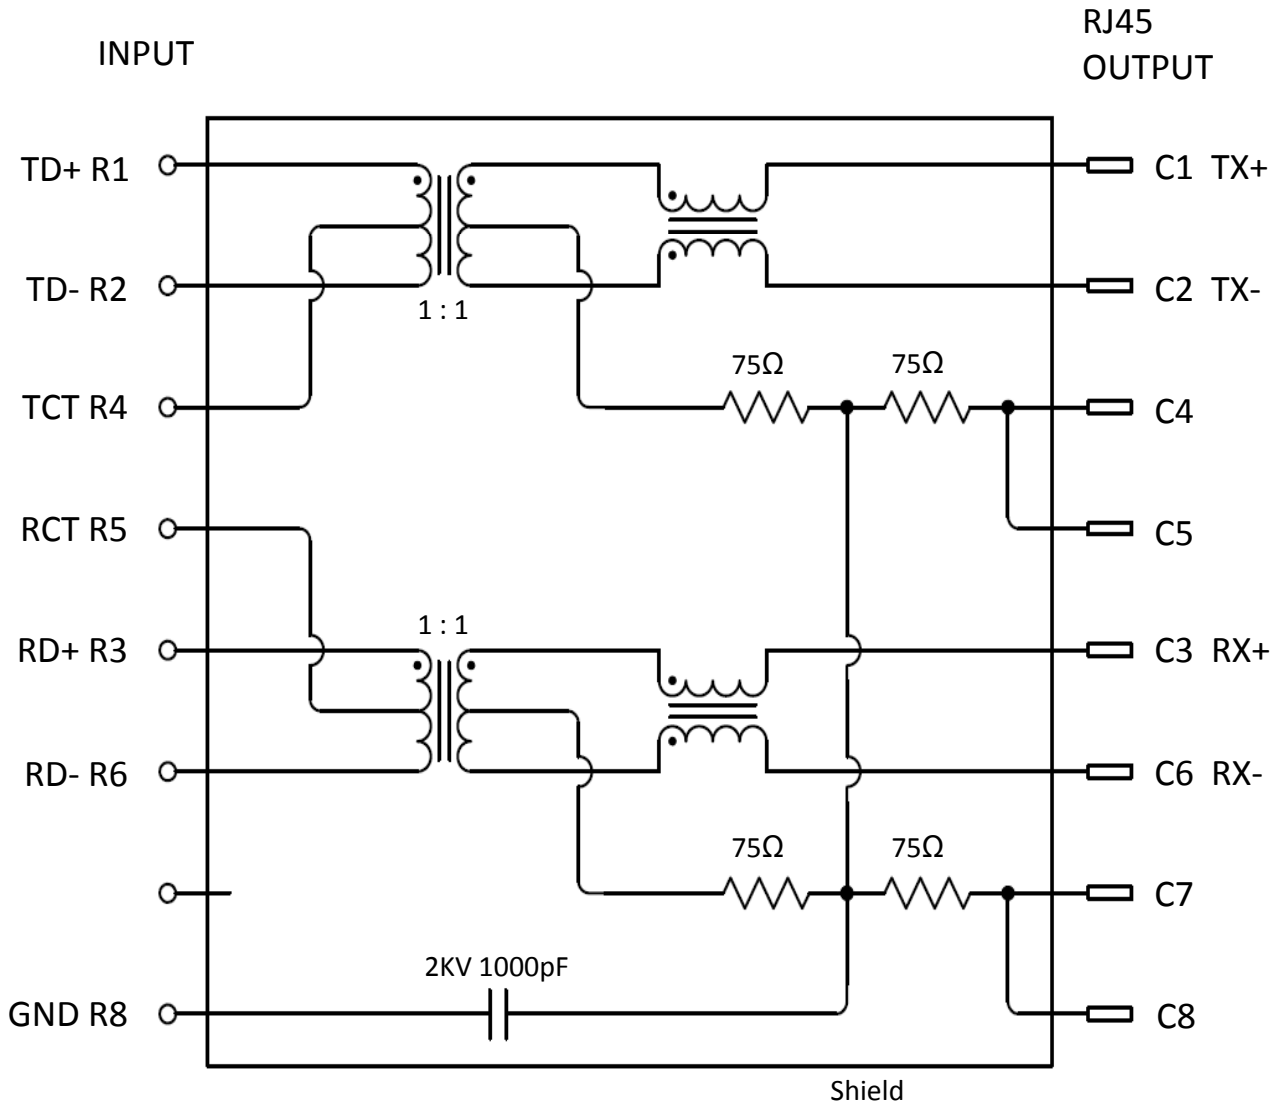 INPUT
RJ45
OUTPUT
TD+ R1
C1 TX+
TD- R2
C2 TX-
1 : 1
75Ω
75Ω
TCT R4
C4
RCT R5
C5
1 : 1
RD+ R3
C3 RX+
RD- R6
C6 RX-
75Ω
75Ω
C7
2KV 1000pF
GND R8
C8
Shield